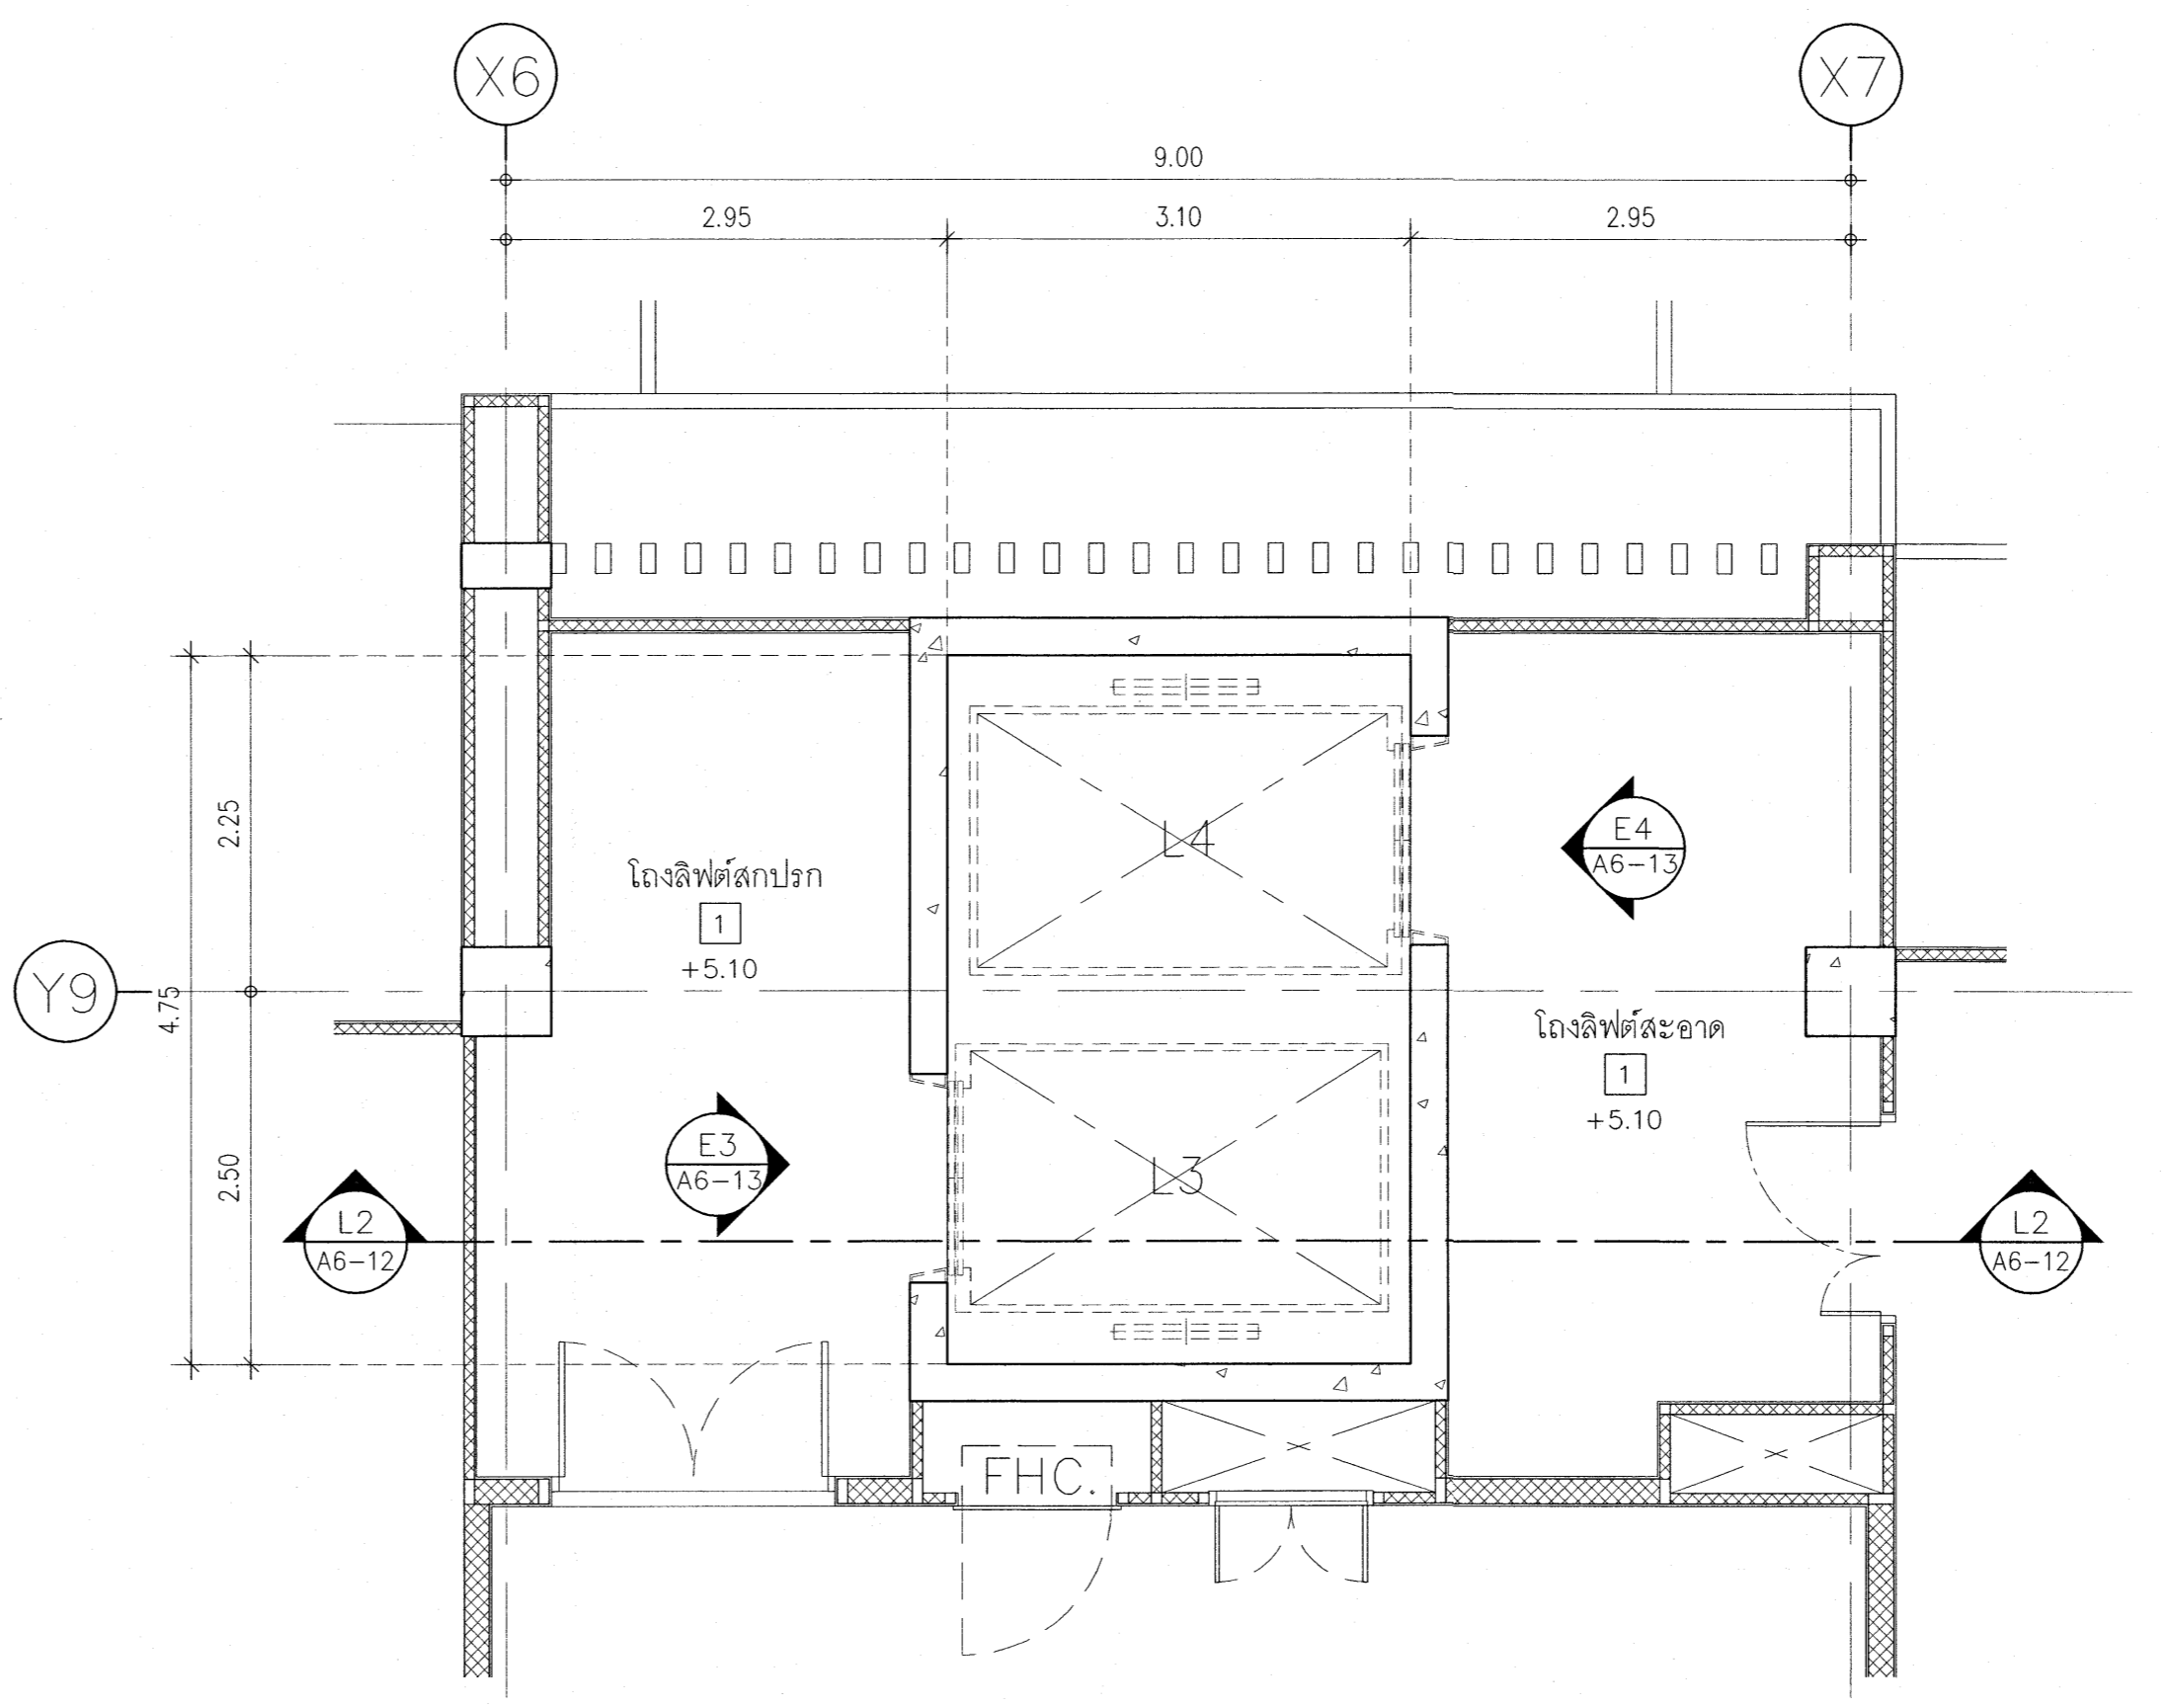 X6
X7
9.00
2.95
3.10
2.95
2.25
4.75
2.50
Y9
โถงลิฟต์สกปรก
1
+5.10
L4
E4
A6-13
โถงลิฟต์สะอาด
1
+5.10
E3
A6-13
L3
L2
A6-12
L2
A6-12
FHC.